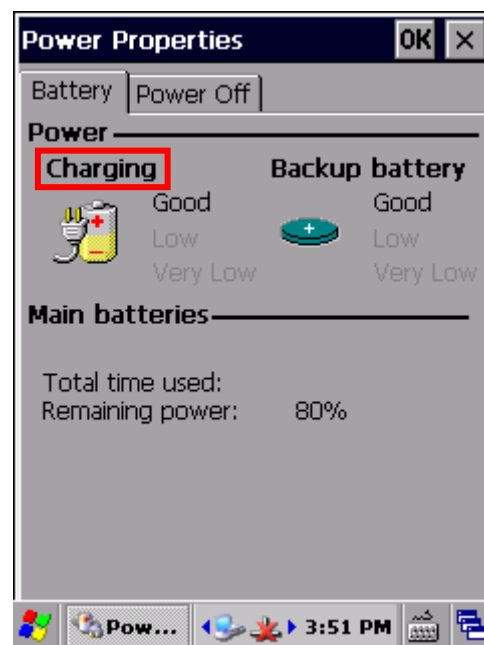 Power Properties OK ×
Battery Power Off
Power
Charging Backup battery
Good Good
Low Low
Very Low Very Low
Main batteries
Total time used:
Remaining power: 80%
Pow... 3:51 PM